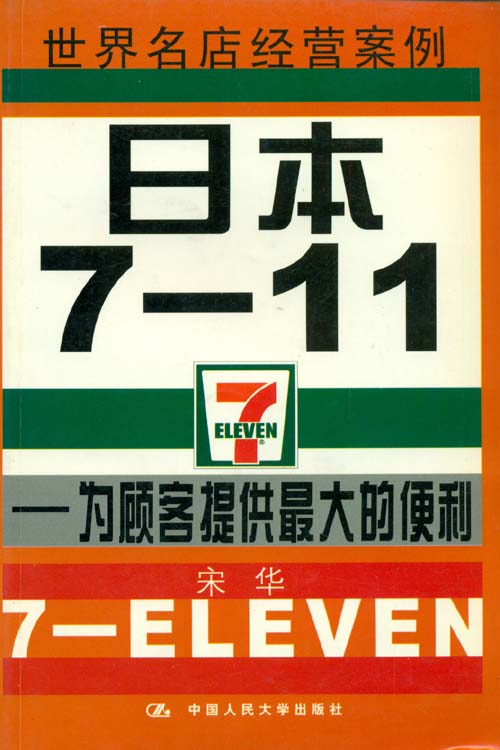 世界名店经营案例
日本
7-11
7
ELEVEN
®
—为顾客提供最大的便利
宋华
7-ELEVEN
中国人民大学出版社